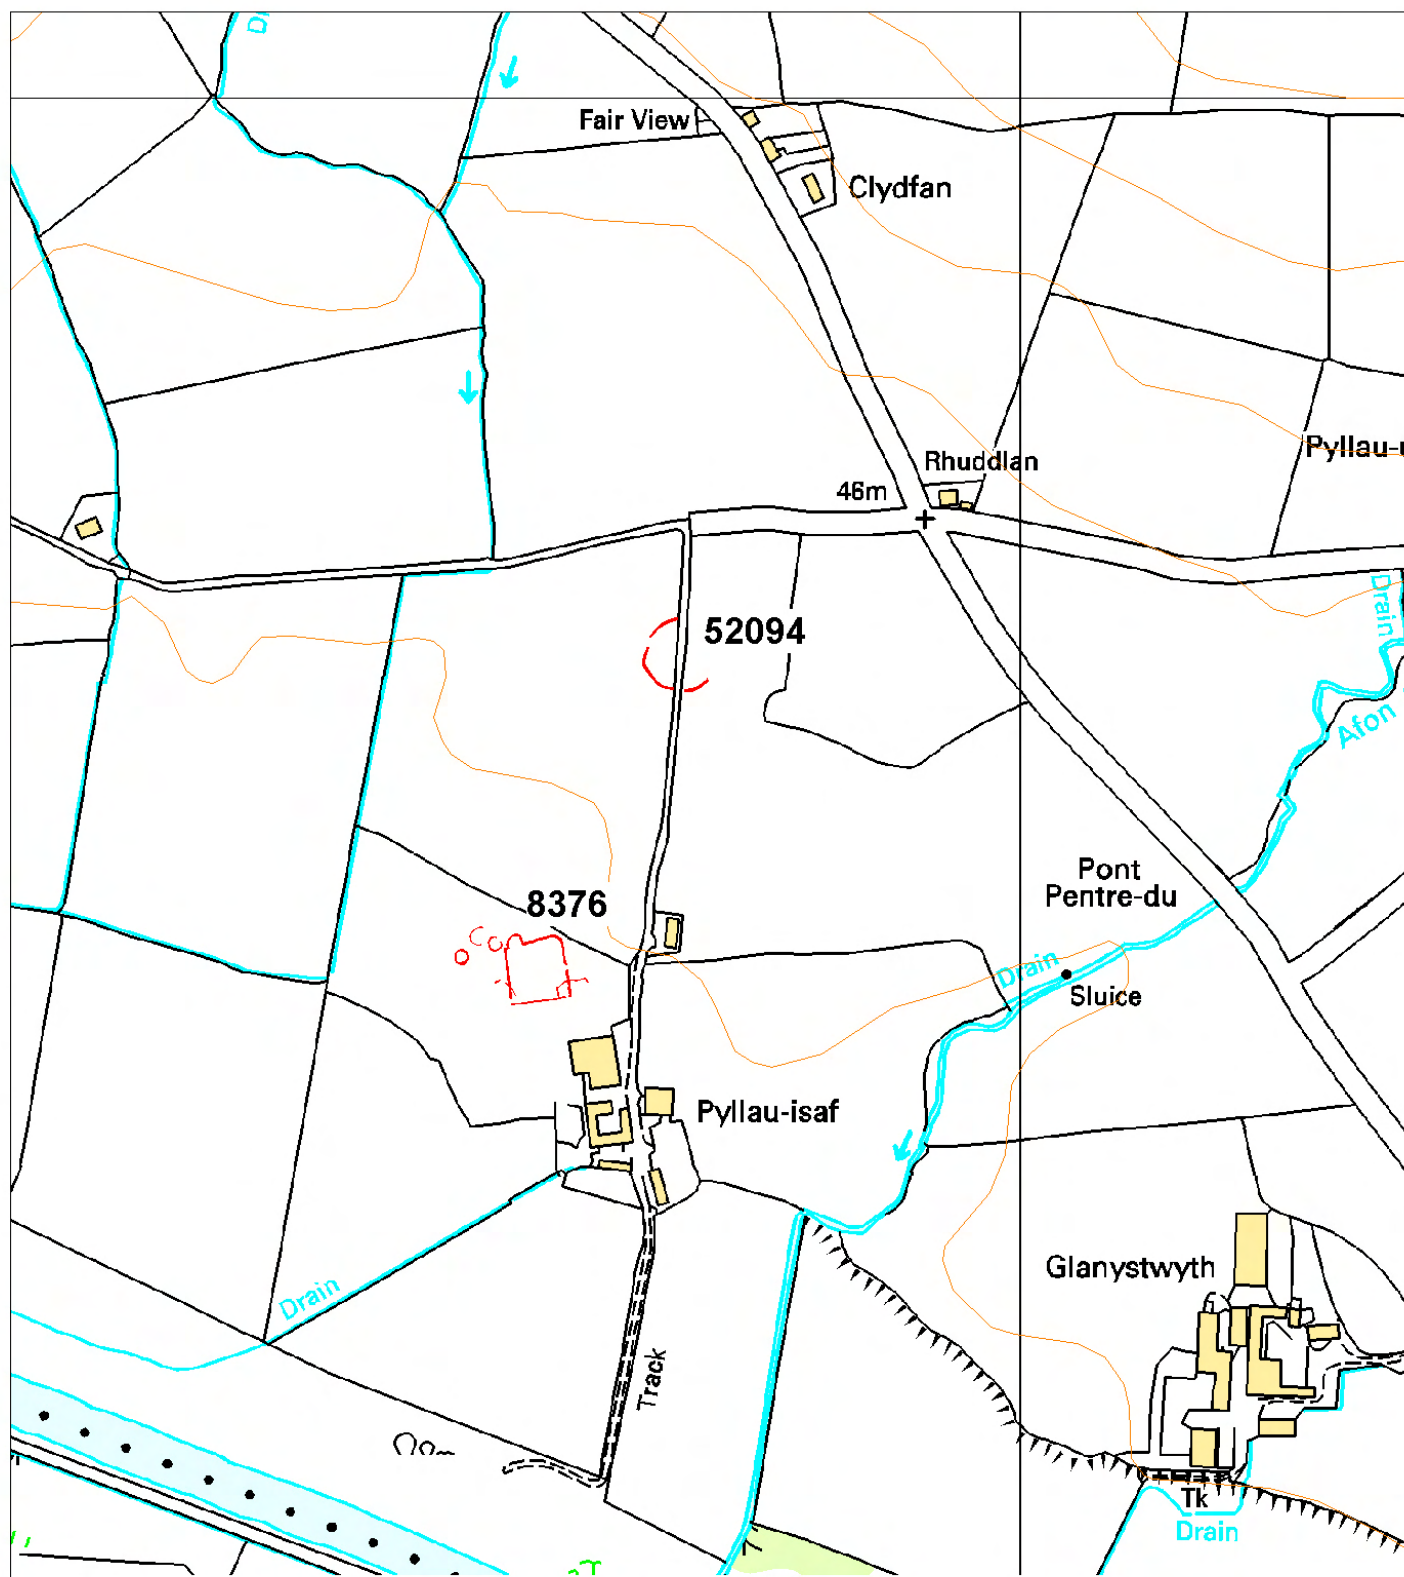 Fair View
Clydfan
Rhuddlan
46m
Drain
52094
Afon
Pont
Pentre-du
8376
Drain
Sluice
Pyllau-isaf
Glanystwyth
Drain
Track
Tk
Drain